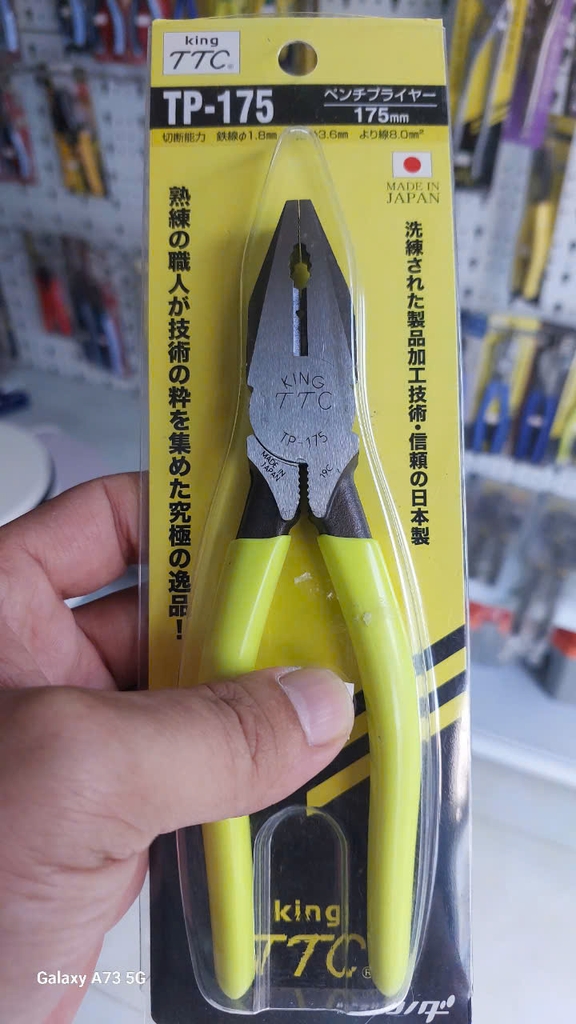 king
TTC®
TP-175
ペンチプライヤー
175mm
切断能力 鉄線φ1.8mm φ3.6mm より線8.0mm²
MADE IN
JAPAN
熟練の職人が技術の粋を集めた究極の逸品！
洗練された製品加工技術・信頼の日本製
KING
TTC
TP-175
MADE IN
JAPAN
19C
king
TTC®
Galaxy A73 5G